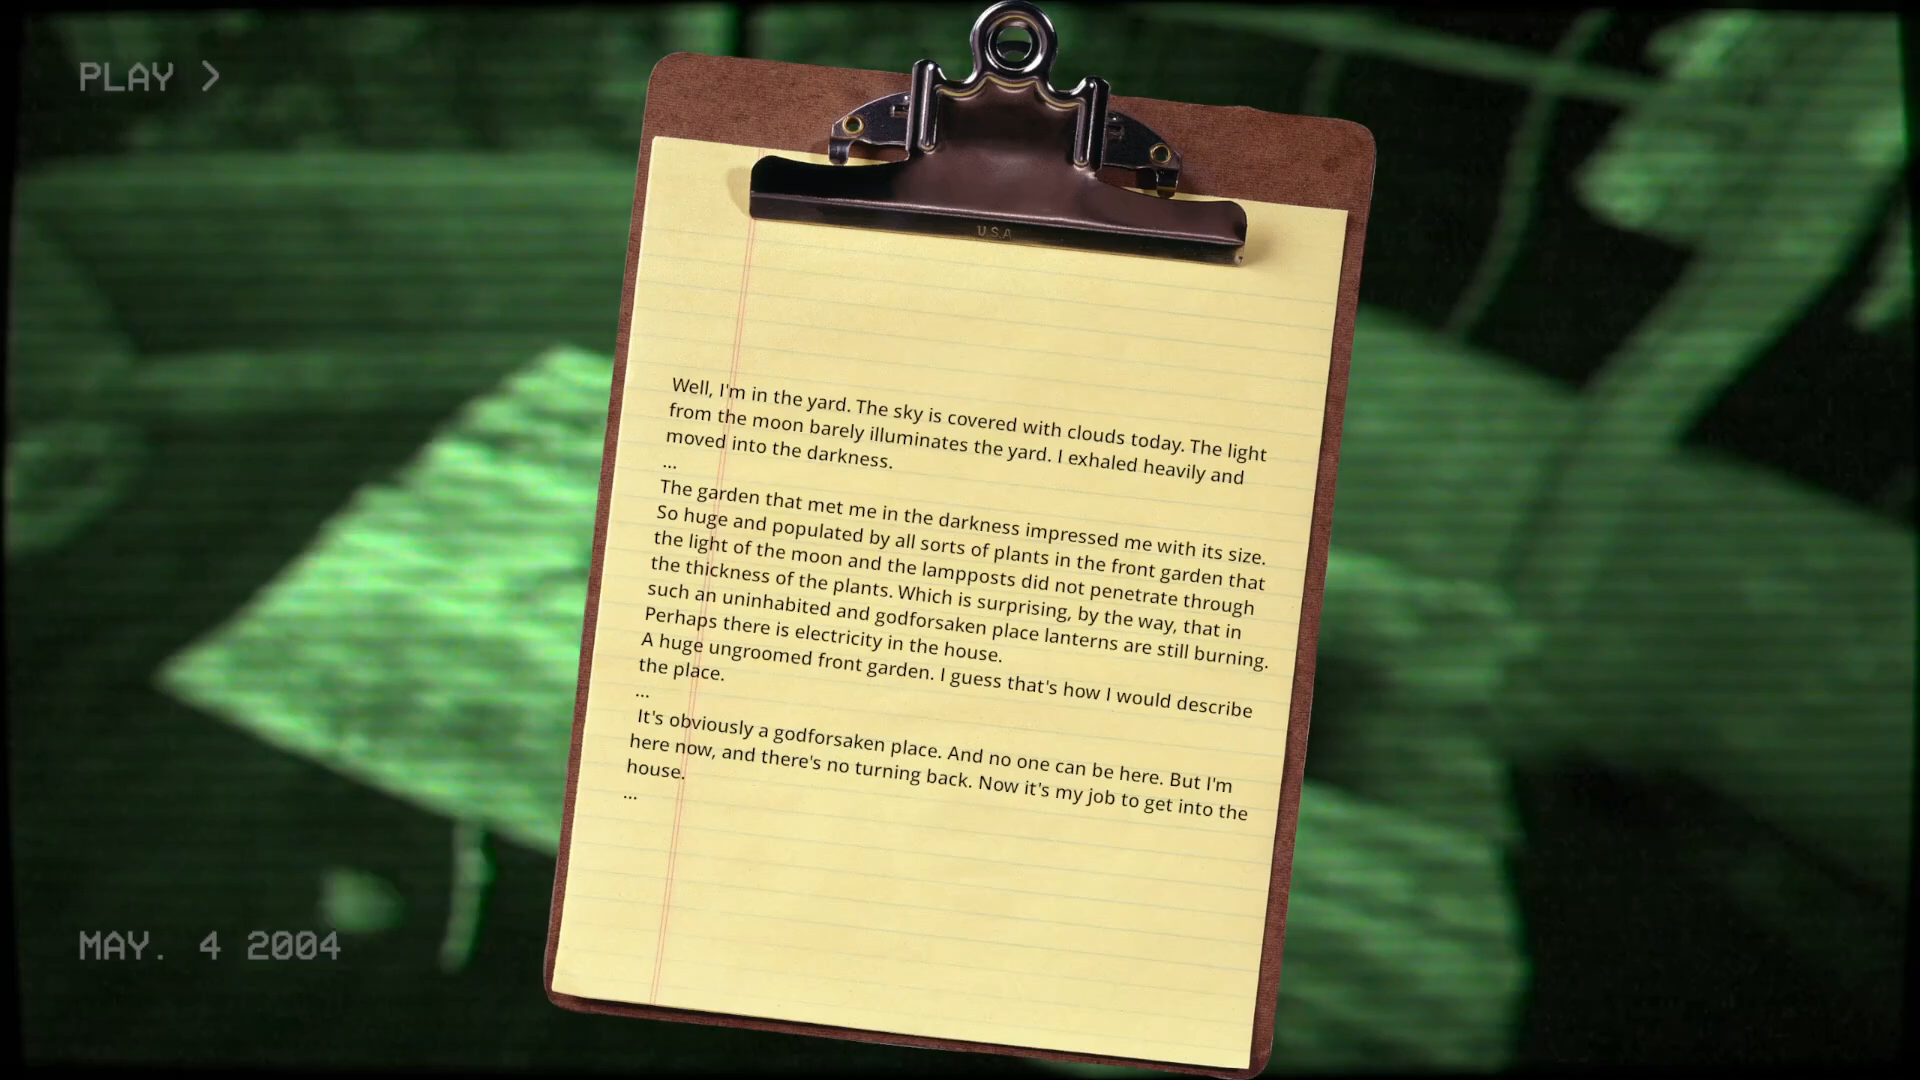 PLAY >
USA
Well, I'm in the yard. The sky is covered with clouds today. The light
from the moon barely illuminates the yard. I exhaled heavily and
moved into the darkness.
...
The garden that met me in the darkness impressed me with its size.
So huge and populated by all sorts of plants in the front garden that
the light of the moon and the lampposts did not penetrate through
the thickness of the plants. Which is surprising, by the way, that in
such an uninhabited and godforsaken place lanterns are still burning.
Perhaps there is electricity in the house.
A huge ungroomed front garden. I guess that's how I would describe
the place.
...
It's obviously a godforsaken place. And no one can be here. But I'm
here now, and there's no turning back. Now it's my job to get into the
house.
...
MAY. 4 2004